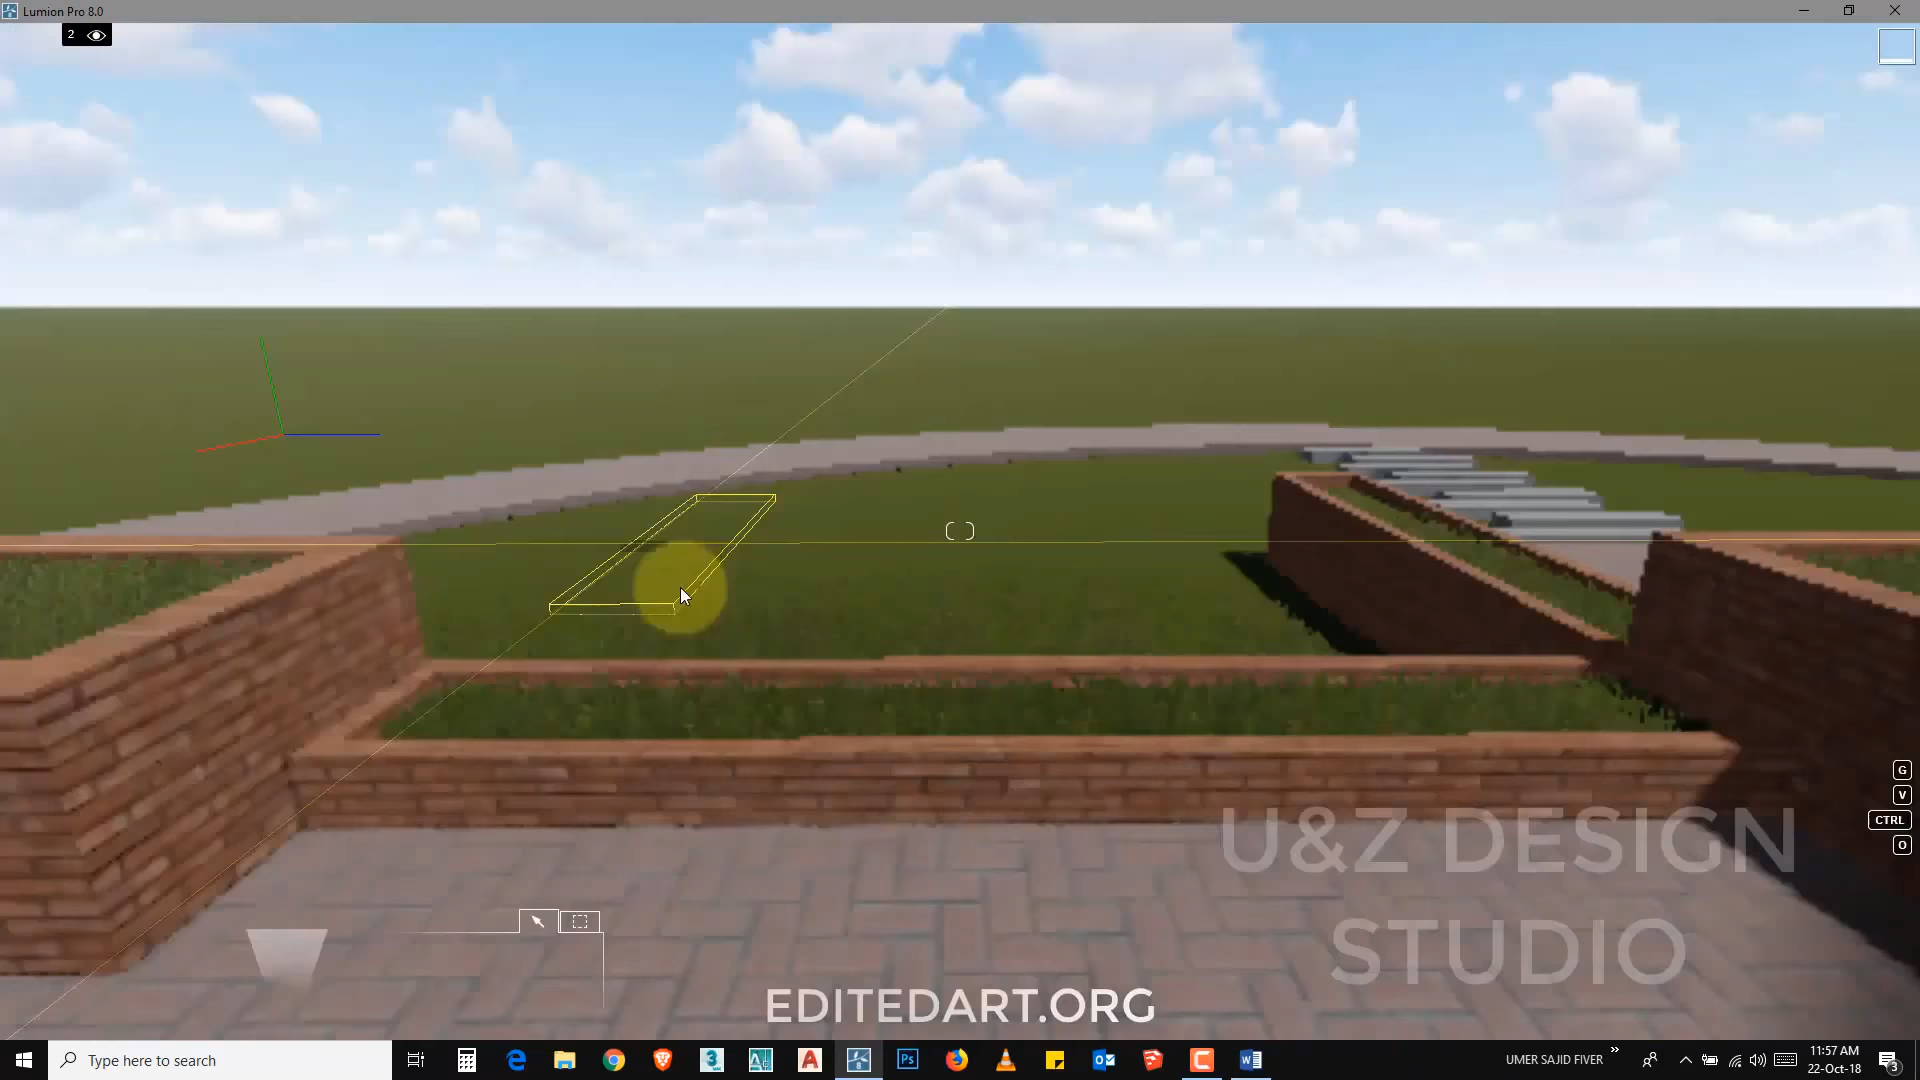 Lumion Pro 8.0
2
G
V
CTRL
O
U&Z DESIGN
STUDIO
EDITEDART.ORG
Type here to search
UMER SAJID FIVER
11:57 AM
22-Oct-18
3